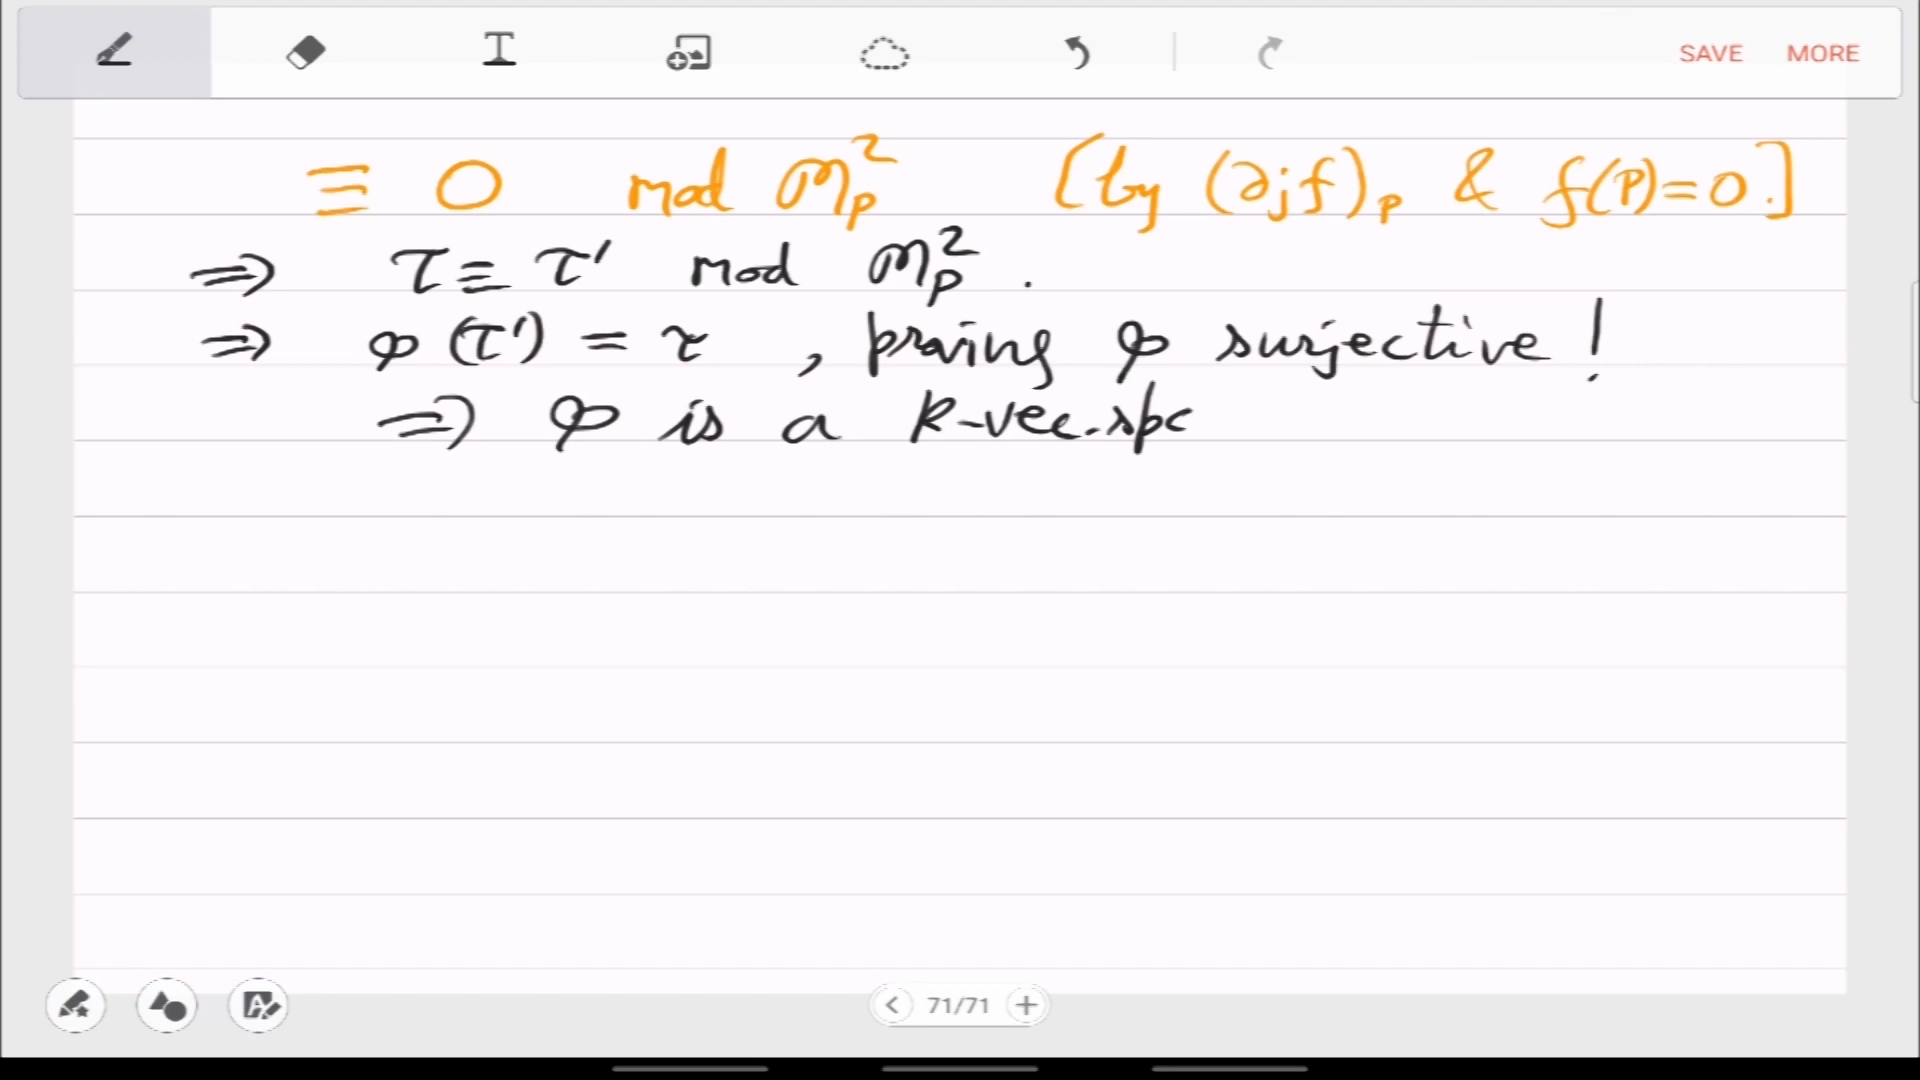 SAVE MORE
≡ 0 mod 𝓂_p^2 [by (∂jf)_p & f(P)=0.]
⇒ τ ≡ τ' mod 𝓂_p^2 .
⇒ φ(τ') = τ , proving φ surjective!
⇒ φ is a k-vec.spc
71/71